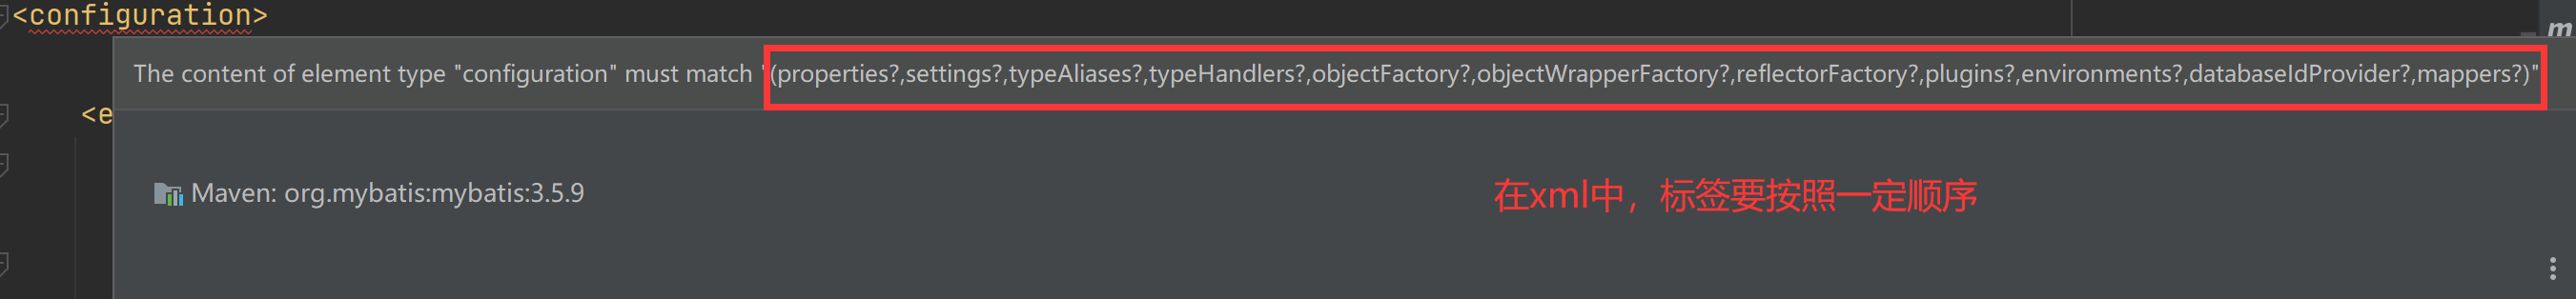 <configuration>
The content of element type "configuration" must match "(properties?,settings?,typeAliases?,typeHandlers?,objectFactory?,objectWrapperFactory?,reflectorFactory?,plugins?,environments?,databaseIdProvider?,mappers?)"
<e
Maven: org.mybatis:mybatis:3.5.9
在xml中，标签要按照一定顺序
m